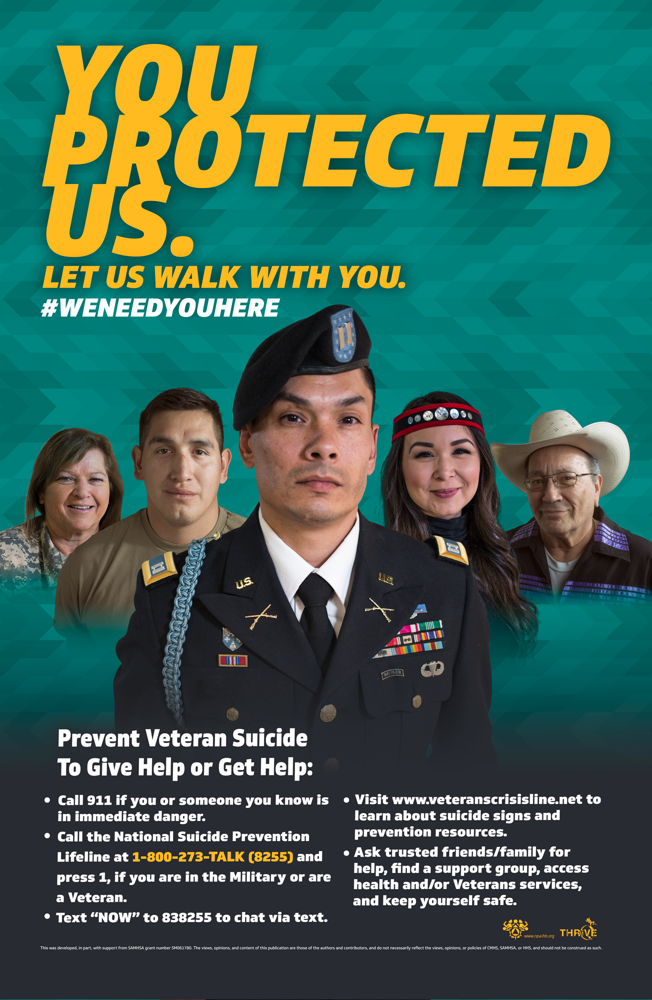 YOU
PROTECTED
US.
LET US WALK WITH YOU.
#WENEEDYOUHERE
U.S.
U.S.
RANGER
Prevent Veteran Suicide
To Give Help or Get Help:
• Call 911 if you or someone you know is
in immediate danger.
• Call the National Suicide Prevention
Lifeline at 1-800-273-TALK (8255) and
press 1, if you are in the Military or are
a Veteran.
• Text “NOW” to 838255 to chat via text.
• Visit www.veteranscrisisline.net to
learn about suicide signs and
prevention resources.
• Ask trusted friends/family for
help, find a support group, access
health and/or Veterans services,
and keep yourself safe.
www.npaihb.org
THRIVE
This was developed, in part, with support from SAMHSA grant number SM061780. The views, opinions, and content of this publication are those of the authors and contributors, and do not necessarily reflect the views, opinions, or policies of CMHS, SAMHSA, or HHS, and should not be construed as such.